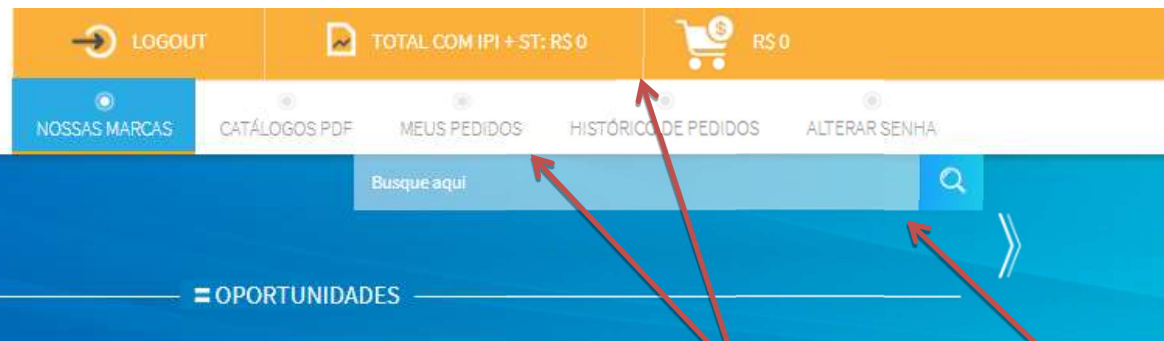 LOGOUT TOTAL COM IPI + ST: R$ 0 R$ 0
NOSSAS MARCAS CATÁLOGOS PDF MEUS PEDIDOS HISTÓRICO DE PEDIDOS ALTERAR SENHA
Busque aqui
OPORTUNIDADES